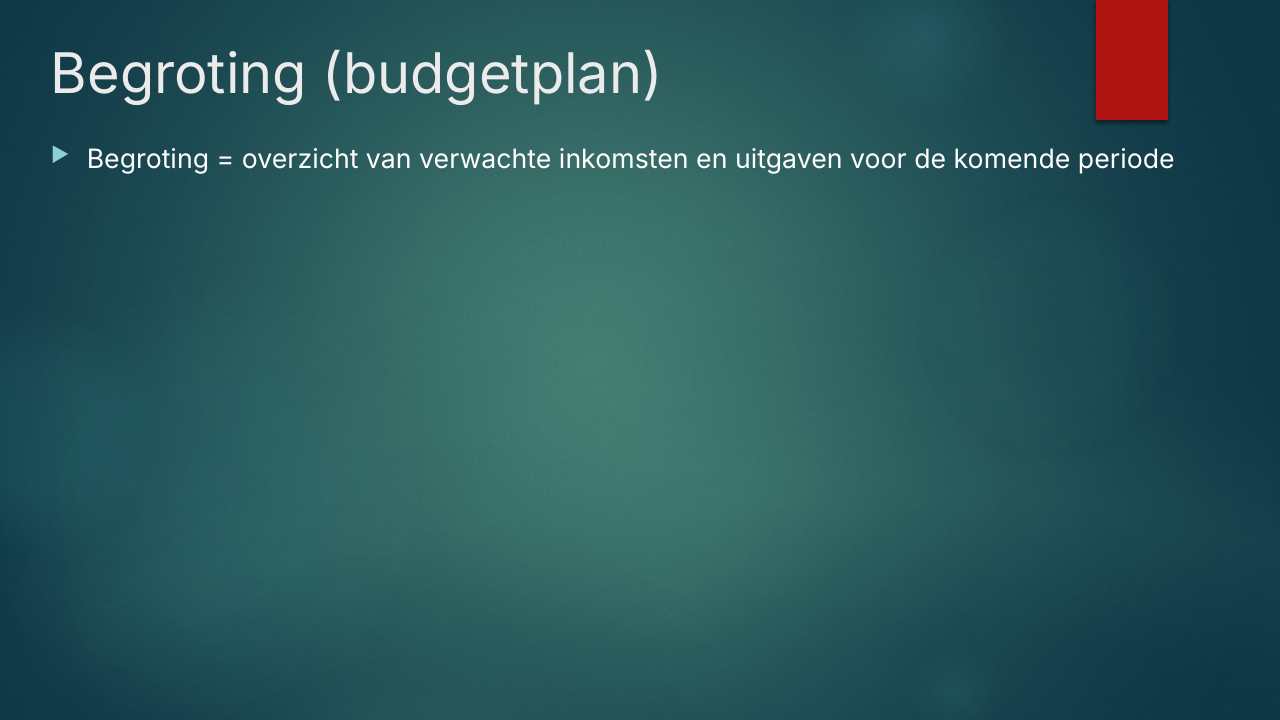 Begroting (budgetplan)
Begroting = overzicht van verwachte inkomsten en uitgaven voor de komende periode